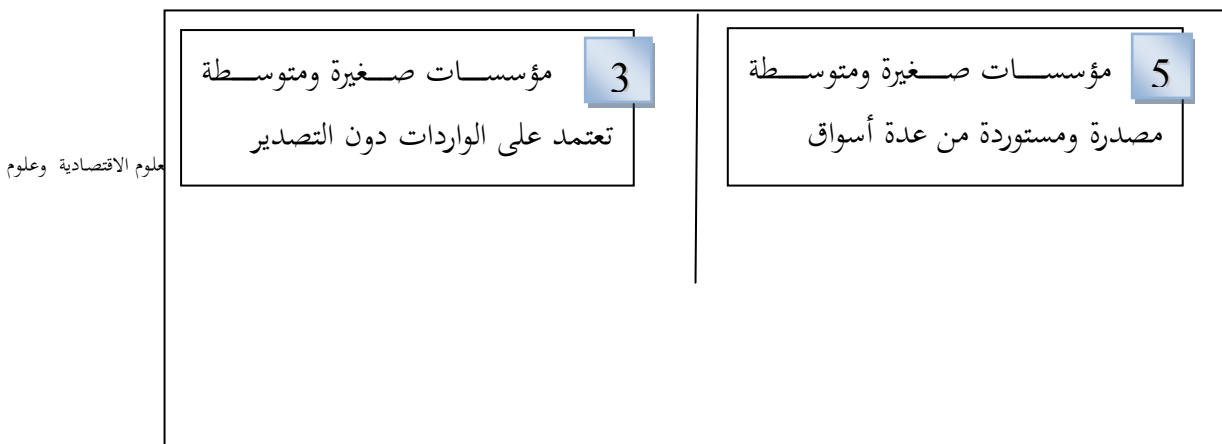 5 مؤسسات صغيرة ومتوسطة
مصدرة ومستوردة من عدة أسواق
3 مؤسسات صغيرة ومتوسطة
تعتمد على الواردات دون التصدير
علوم الاقتصادية وعلوم